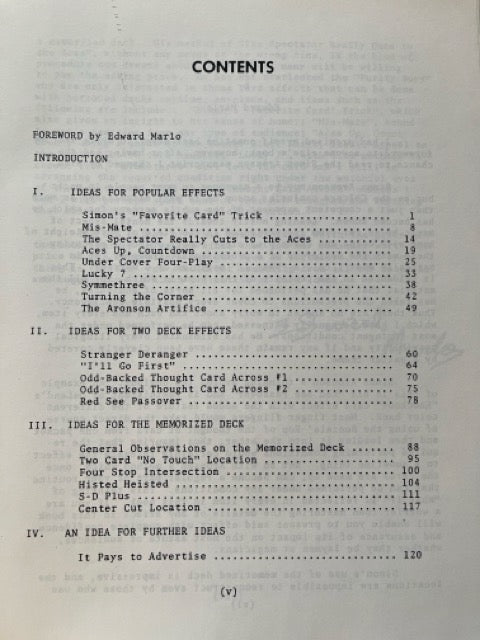 CONTENTS
FOREWORD by Edward Marlo
INTRODUCTION
I. IDEAS FOR POPULAR EFFECTS
Simon's "Favorite Card" Trick .................... 1
Mis-Mate .................... 8
The Spectator Really Cuts to the Aces ............ 14
Aces Up, Countdown .................... 19
Under Cover Four-Play .................... 25
Lucky 7 .................... 33
Symmethree .................... 38
Turning the Corner .................... 42
The Aronson Artifice .................... 49
II. IDEAS FOR TWO DECK EFFECTS
Stranger Deranger .................... 60
"I'll Go First" .................... 64
Odd-Backed Thought Card Across #1 .................... 70
Odd-Backed Thought Card Across #2 .................... 75
Red See Passover .................... 78
III. IDEAS FOR THE MEMORIZED DECK
General Observations on the Memorized Deck ....... 88
Two Card "No Touch" Location .................... 95
Four Stop Intersection .................... 100
Histed Heisted .................... 104
S-D Plus .................... 111
Center Cut Location .................... 117
IV. AN IDEA FOR FURTHER IDEAS
It Pays to Advertise .................... 120
(v)